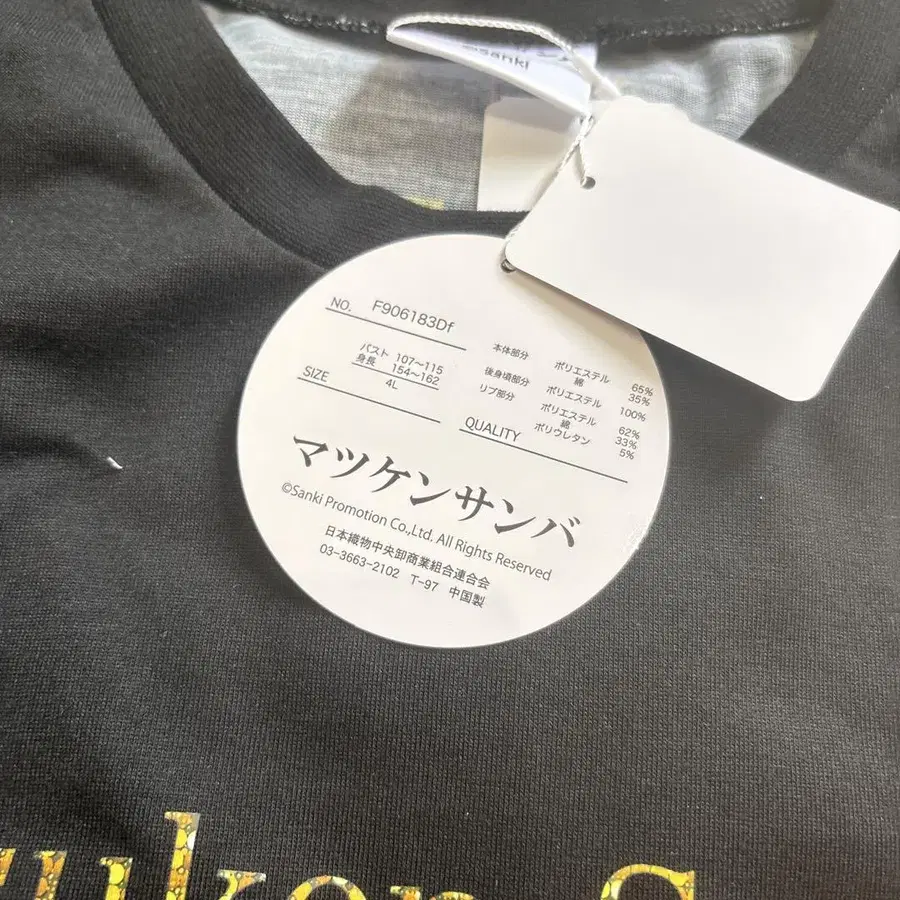 sanki
NO. F906183Df
バスト 107〜115
身長 154〜162
SIZE 4L
本体部分 ポリエステル 65%
綿 35%
後身頃部分 ポリエステル 100%
リブ部分 ポリエステル 62%
綿 33%
ポリウレタン 5%
QUALITY
マツケンサンバ
©Sanki Promotion Co.,Ltd. All Rights Reserved
日本織物中央卸商業組合連合会
03-3663-2102 T-97 中国製
uken S